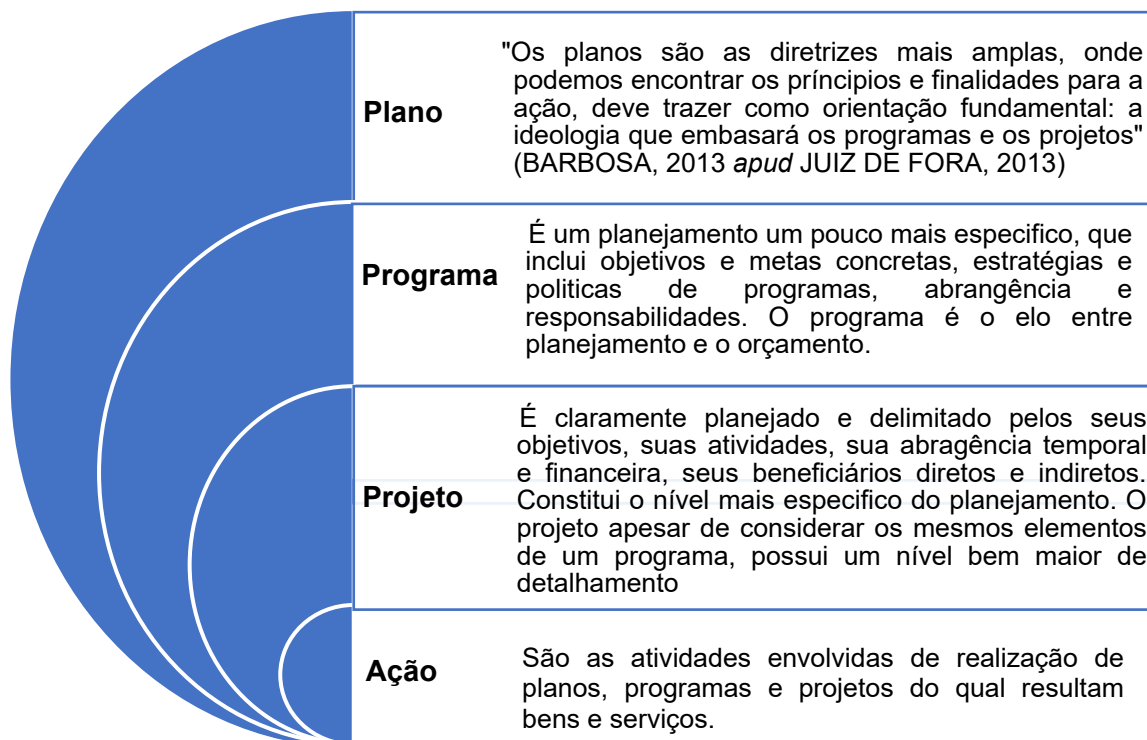 Plano
"Os planos são as diretrizes mais amplas, onde
podemos encontrar os príncipios e finalidades para a
ação, deve trazer como orientação fundamental: a
ideologia que embasará os programas e os projetos"
(BARBOSA, 2013 apud JUIZ DE FORA, 2013)
Programa
É um planejamento um pouco mais especifico, que
inclui objetivos e metas concretas, estratégias e
politicas de programas, abrangência e
responsabilidades. O programa é o elo entre
planejamento e o orçamento.
Projeto
É claramente planejado e delimitado pelos seus
objetivos, suas atividades, sua abragência temporal
e financeira, seus beneficiários diretos e indiretos.
Constitui o nível mais especifico do planejamento. O
projeto apesar de considerar os mesmos elementos
de um programa, possui um nível bem maior de
detalhamento
Ação
São as atividades envolvidas de realização de
planos, programas e projetos do qual resultam
bens e serviços.